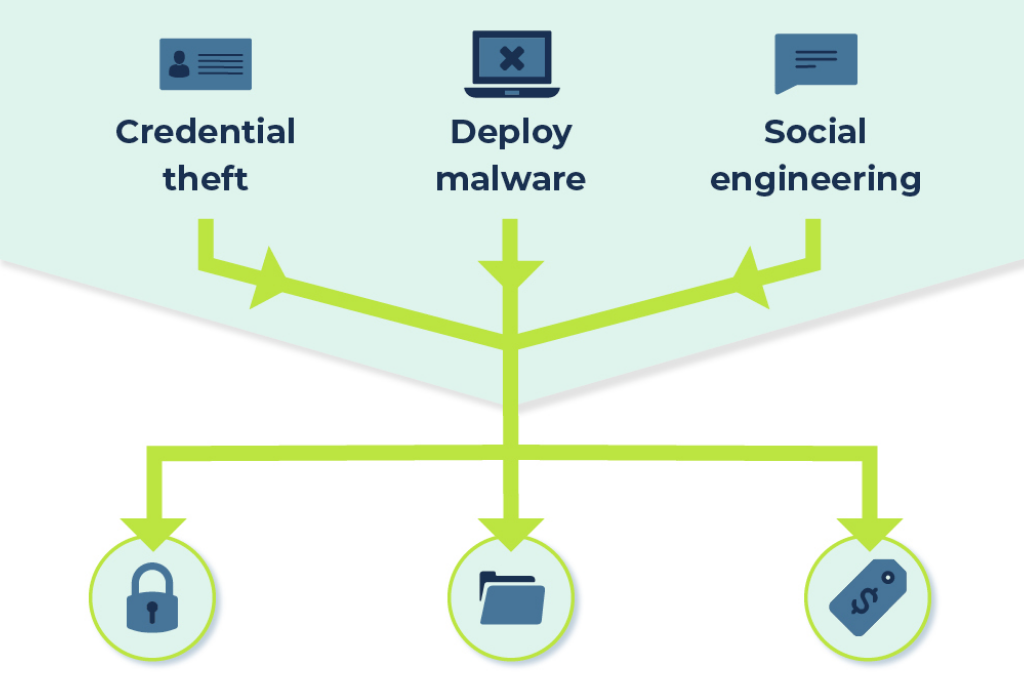 Credential
theft
Deploy
malware
Social
engineering
$